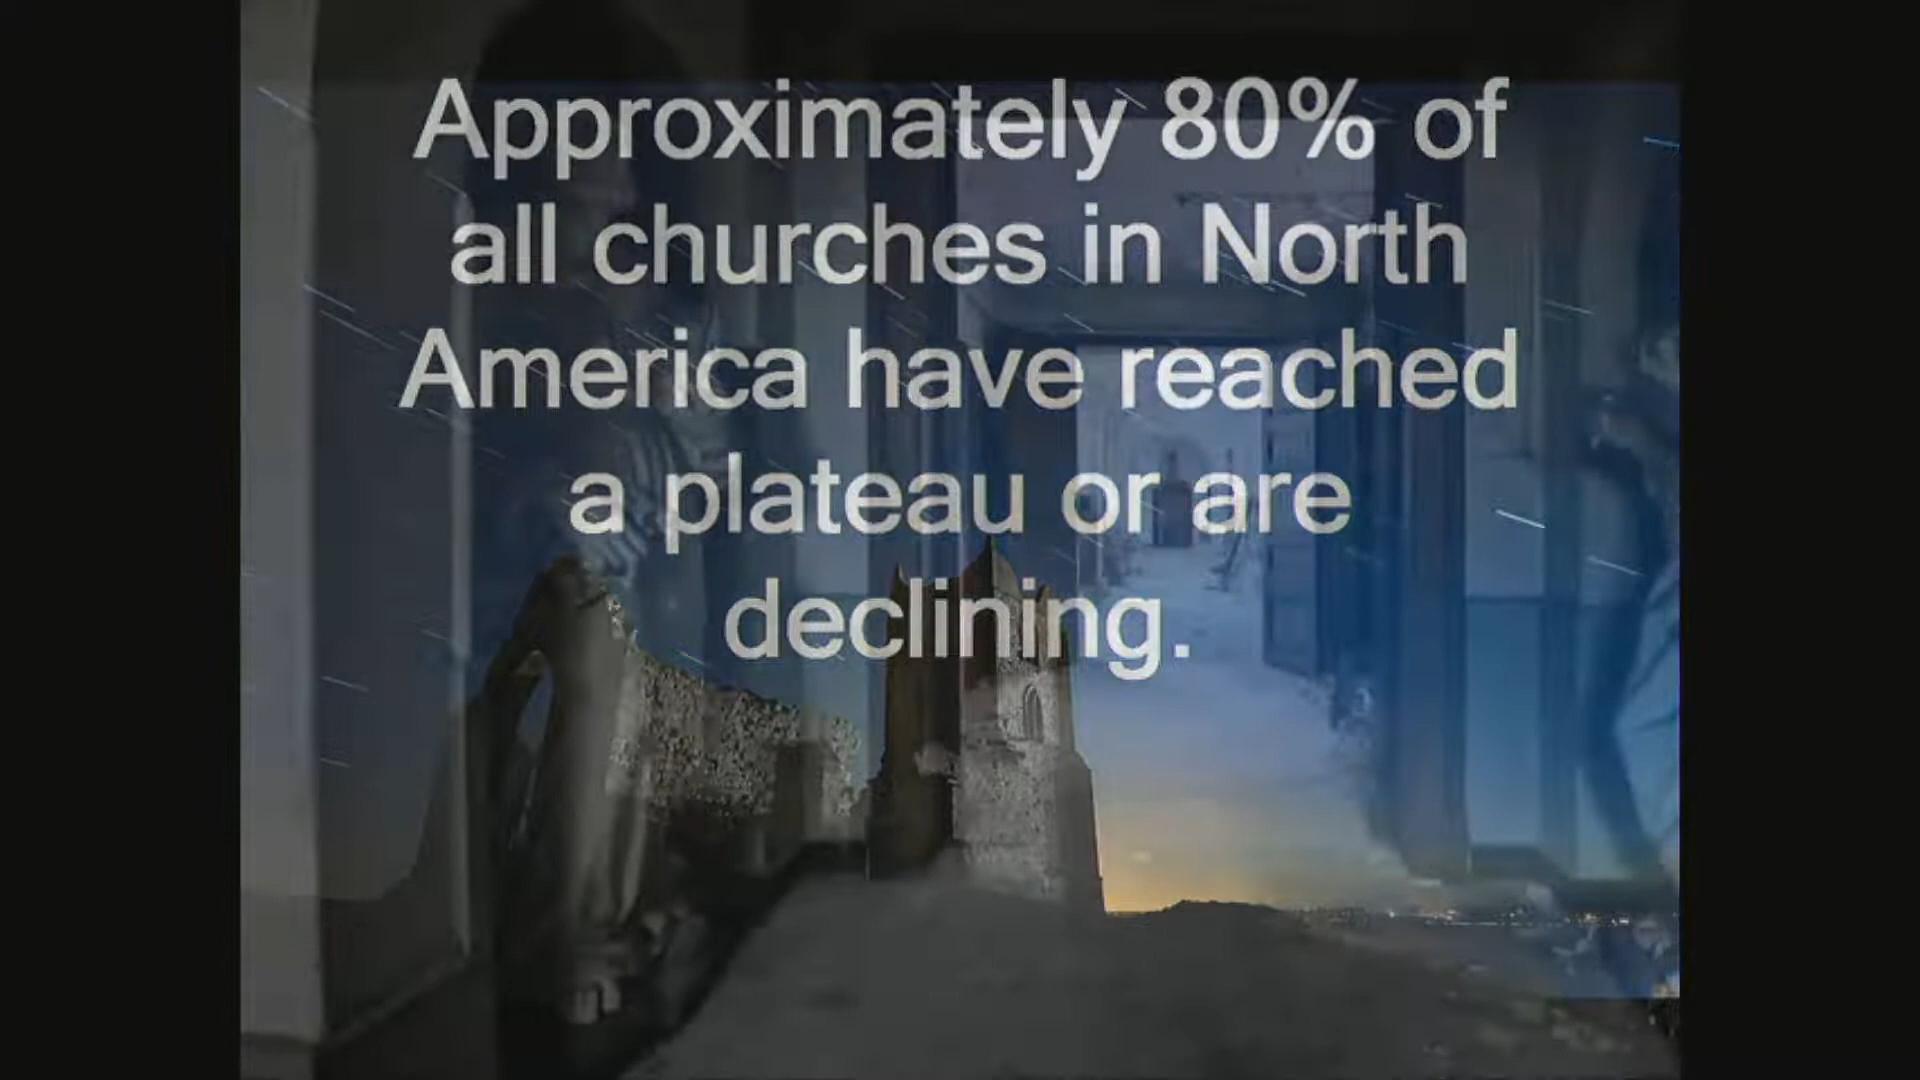 Approximately 80% of
all churches in North
America have reached
a plateau or are
declining.